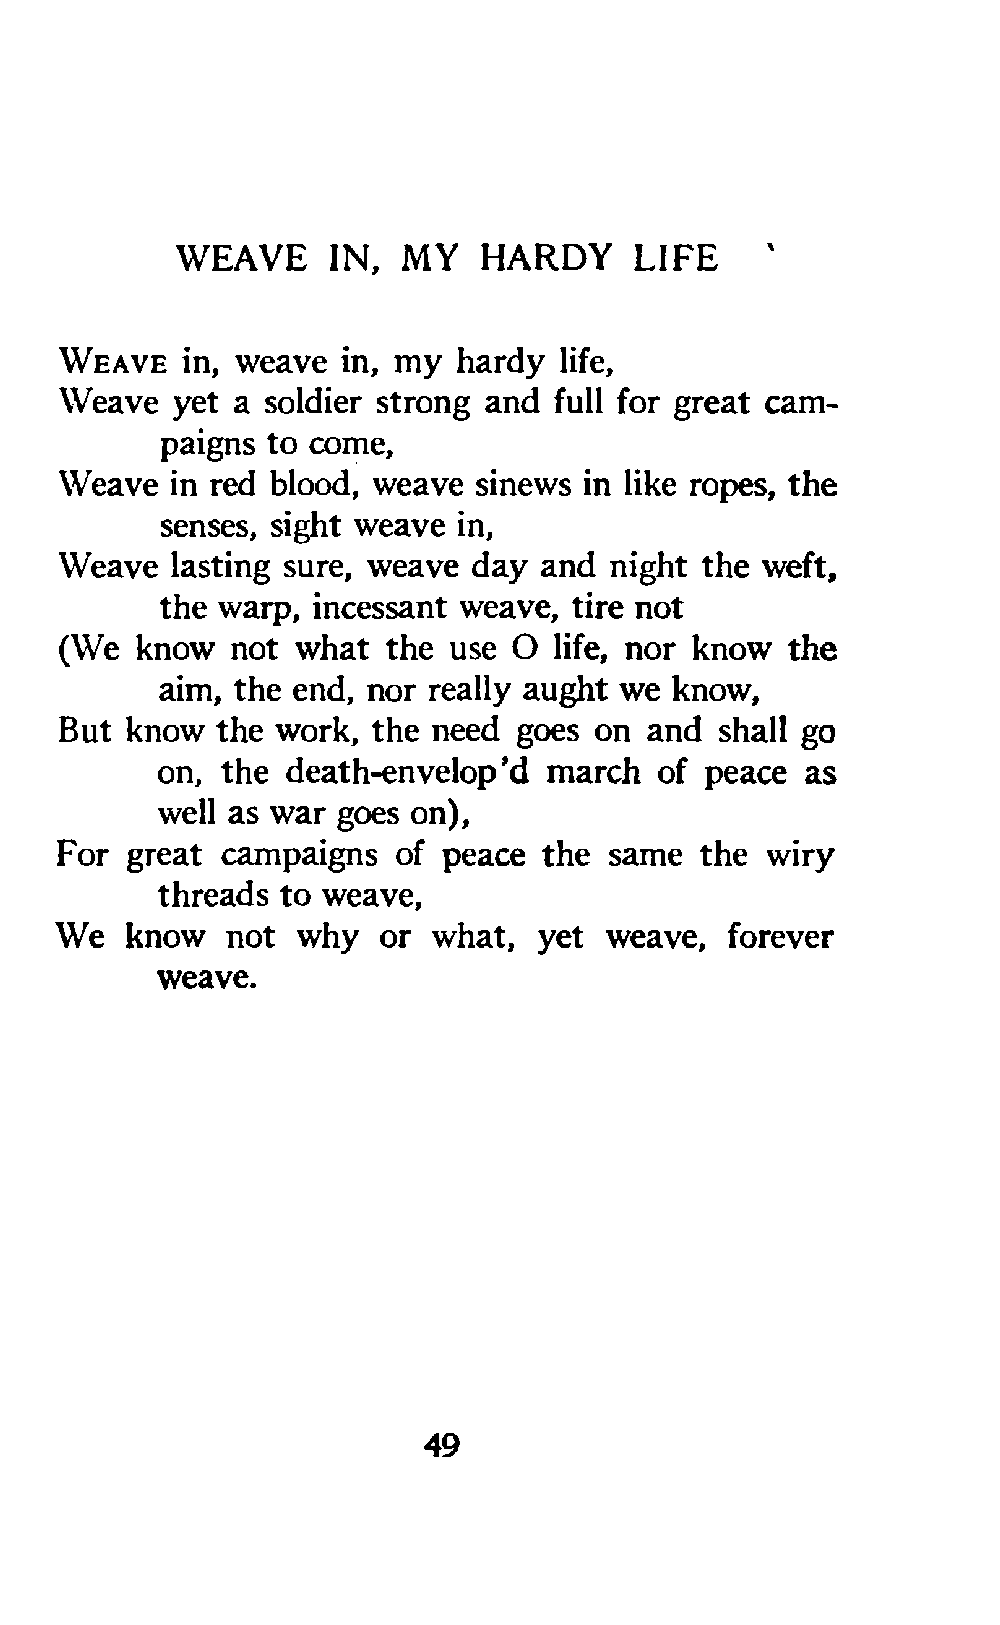 WEAVE IN, MY HARDY LIFE
WEAVE in, weave in, my hardy life,
Weave yet a soldier strong and full for great cam-
paigns to come,
Weave in red blood, weave sinews in like ropes, the
senses, sight weave in,
Weave lasting sure, weave day and night the weft,
the warp, incessant weave, tire not
(We know not what the use O life, nor know the
aim, the end, nor really aught we know,
But know the work, the need goes on and shall go
on, the death-envelop'd march of peace as
well as war goes on),
For great campaigns of peace the same the wiry
threads to weave,
We know not why or what, yet weave, forever
weave.
49